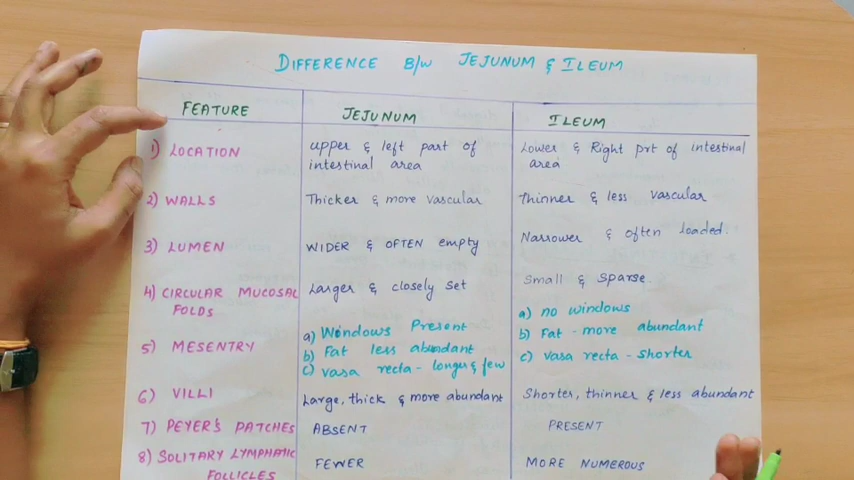 DIFFERENCE B/W JEJUNUM & ILEUM
FEATURE JEJUNUM ILEUM
1) LOCATION upper & left part of Lower & Right prt of intestinal
intestinal area area
2) WALLS Thicker & more vascular Thinner & less vascular
3) LUMEN WIDER & OFTEN empty Narrower & often loaded.
4) CIRCULAR MUCOSAL Larger & closely set Small & sparse.
FOLDS
5) MESENTRY a) Windows Present a) no windows
b) Fat less abundant b) Fat - more abundant
c) vasa recta - longer & few c) vasa recta - shorter
6) VILLI Large, thick & more abundant Shorter, thinner & less abundant
7) PEYER'S PATCHES ABSENT PRESENT
8) SOLITARY LYMPHATIC FEWER MORE NUMEROUS
FOLLICLES